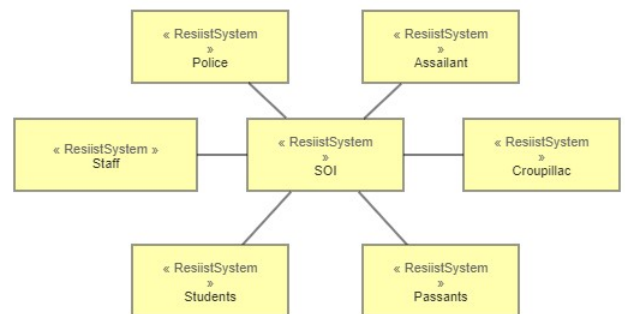 « ResiistSystem
»
Police
« ResiistSystem
»
Assailant
« ResiistSystem »
Staff
« ResiistSystem
»
SOI
« ResiistSystem
»
Croupillac
« ResiistSystem
»
Students
« ResiistSystem
»
Passants